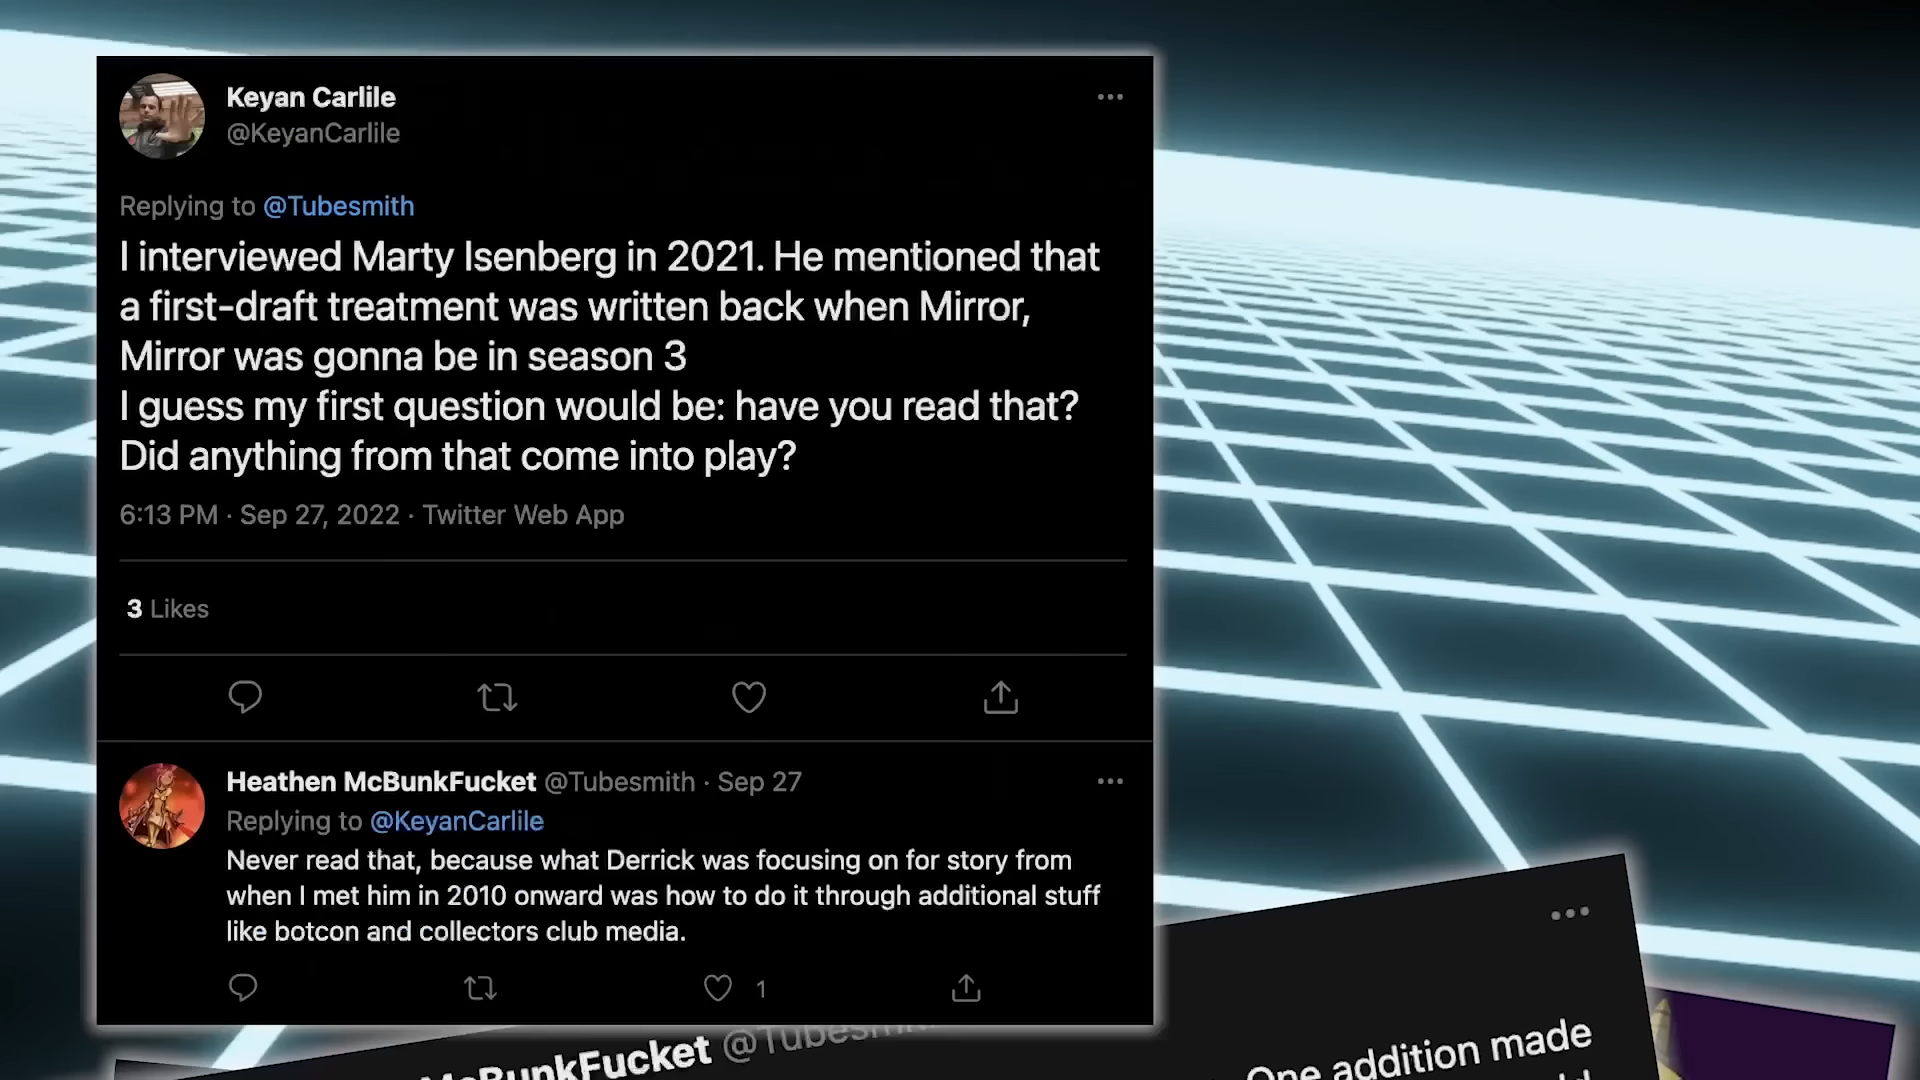 Keyan Carlile
@KeyanCarlile
Replying to @Tubesmith
I interviewed Marty Isenberg in 2021. He mentioned that
a first-draft treatment was written back when Mirror,
Mirror was gonna be in season 3
I guess my first question would be: have you read that?
Did anything from that come into play?
6:13 PM · Sep 27, 2022 · Twitter Web App
3 Likes
Heathen McBunkFucket @Tubesmith · Sep 27
Replying to @KeyanCarlile
Never read that, because what Derrick was focusing on for story from
when I met him in 2010 onward was how to do it through additional stuff
like botcon and collectors club media.
1
McBunkFucket @Tubesmith
One addition made